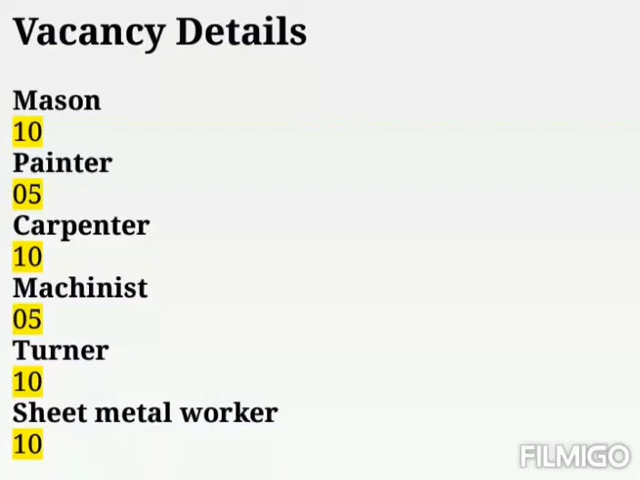 Vacancy Details
Mason
10
Painter
05
Carpenter
10
Machinist
05
Turner
10
Sheet metal worker
10
FILMIGO